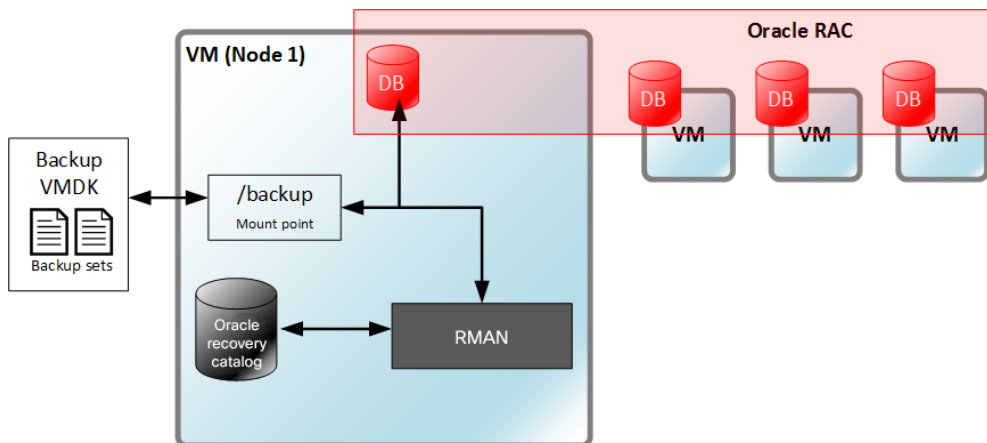 Oracle RAC
VM (Node 1)
DB
DB
DB
DB
VM
VM
VM
Backup
VMDK
Backup sets
/backup
Mount point
Oracle
recovery
catalog
RMAN